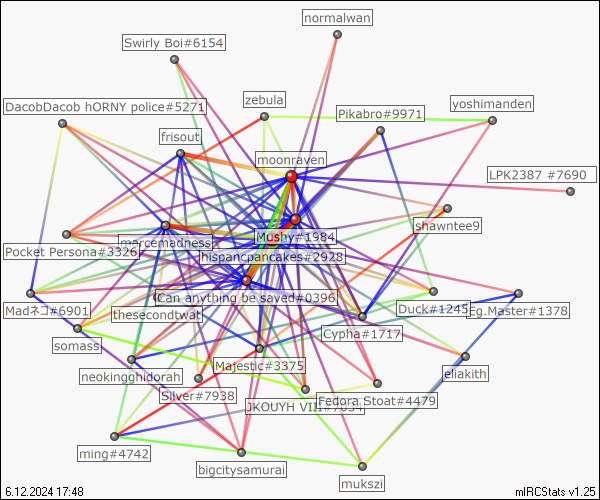 normalwan
Swirly Boi#6154
zebula
DacobDacob hORNY police#5271
Pikabro#9971
yoshimanden
frisout
moonraven
LPK2387 #7690
shawntee9
marcemadness
Mushy#1984
Pocket Persona#3326
hispancpancakes#2928
Can anything be saved#0396
Madネコ#6901
thesecondtwat
Duck#1245
Eg.Master#1378
Cypha#1717
somass
Majestic#3375
neokingghidorah
eliakith
Silver#7938
JKOUYH VIII#7034
Fedora Stoat#4479
ming#4742
bigcitysamurai
mukszi
6.12.2024 17:48
mIRCStats v1.25